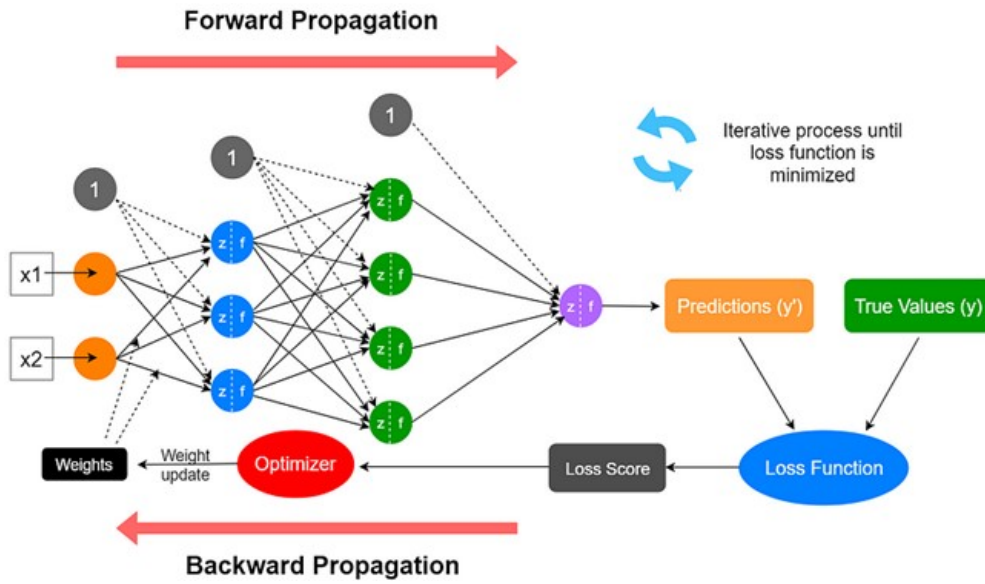 Forward Propagation
1
1
1
Iterative process until
loss function is
minimized
z f
z f
x1
z f
z f
z f
Predictions (y')
True Values (y)
z f
x2
z f
z f
Weights
Weight
update
Optimizer
Loss Score
Loss Function
Backward Propagation